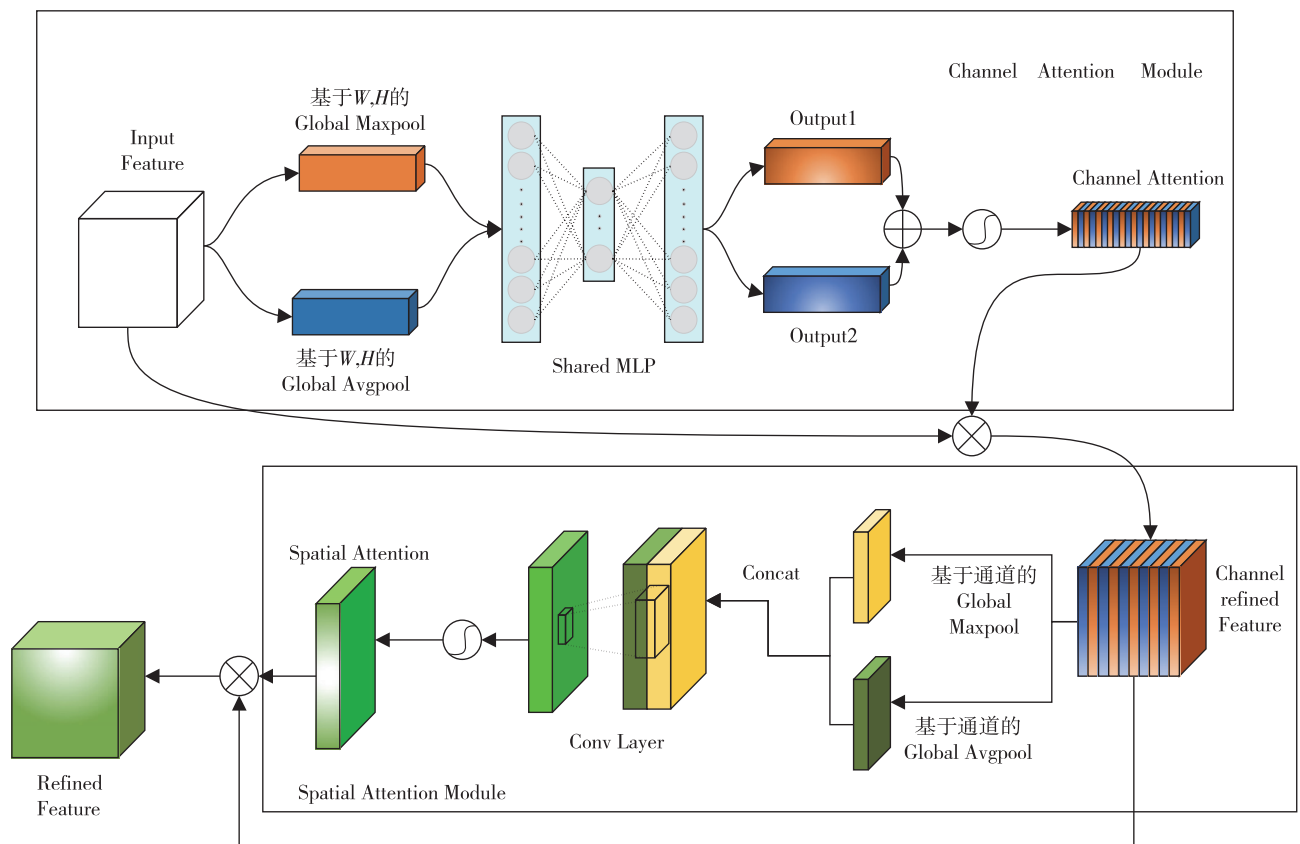 Channel Attention Module
Input
Feature
基于W,H的
Global Maxpool
基于W,H的
Global Avgpool
Shared MLP
Output1
Output2
Channel Attention
Channel
refined
Feature
基于通道的
Global
Maxpool
基于通道的
Global Avgpool
Concat
Conv Layer
Spatial Attention
Spatial Attention Module
Refined
Feature